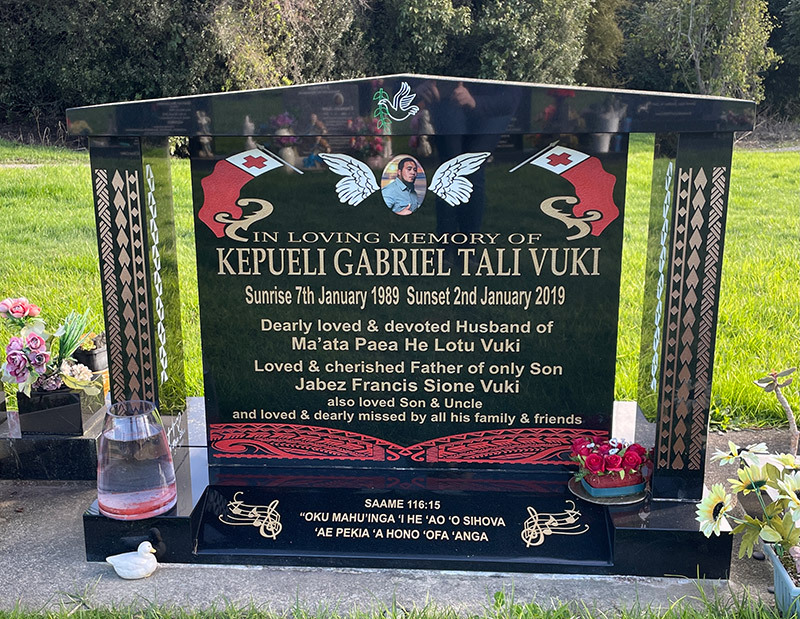 IN LOVING MEMORY OF
KEPUELI GABRIEL TALI VUKI
Sunrise 7th January 1989 Sunset 2nd January 2019
Dearly loved & devoted Husband of
Ma'ata Paea He Lotu Vuki
Loved & cherished Father of only Son
Jabez Francis Sione Vuki
also loved Son & Uncle
and loved & dearly missed by all his family & friends
SAAME 116:15
"OKU MAHU'INGA 'I HE 'AO 'O SIHOVA
'AE PEKIA 'A HONO 'OFA 'ANGA